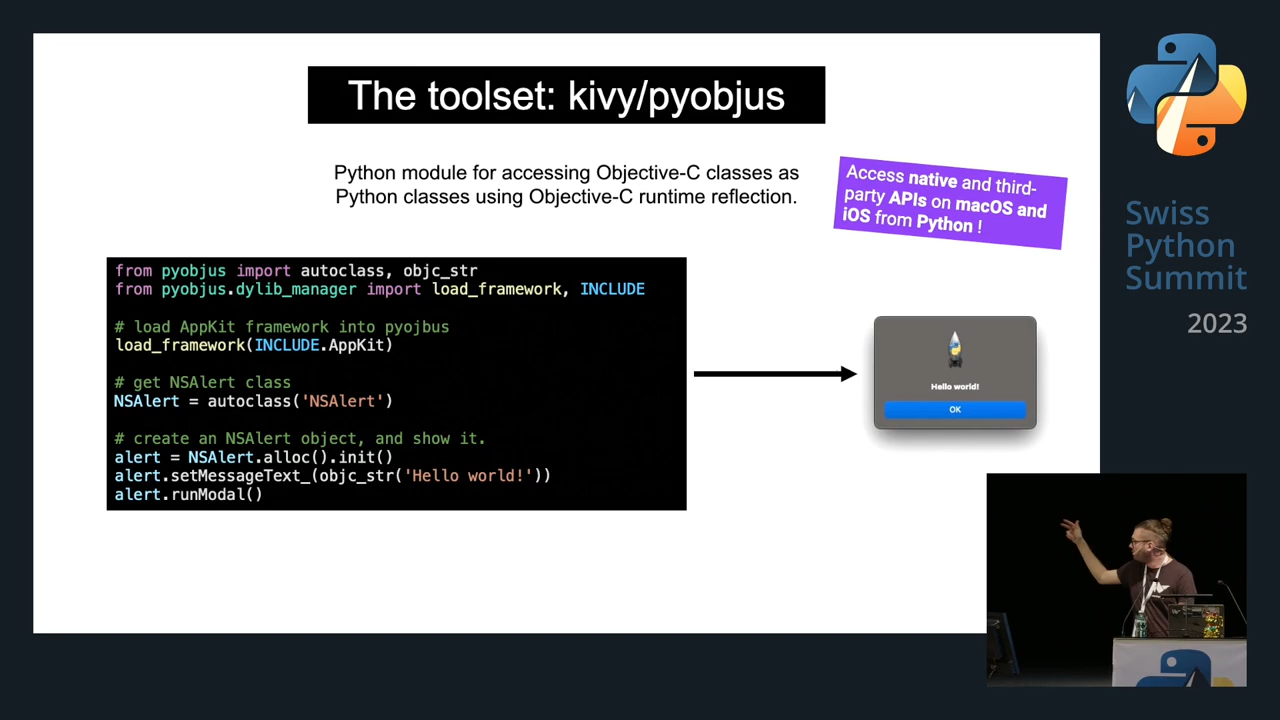 The toolset: kivy/pyobjus
Python module for accessing Objective-C classes as
Python classes using Objective-C runtime reflection.
Access native and third-
party APIs on macOS and
iOS from Python !
from pyobjus import autoclass, objc_str
from pyobjus.dylib_manager import load_framework, INCLUDE
# load AppKit framework into pyojbus
load_framework(INCLUDE.AppKit)
# get NSAlert class
NSAlert = autoclass('NSAlert')
# create an NSAlert object, and show it.
alert = NSAlert.alloc().init()
alert.setMessageText_(objc_str('Hello world!'))
alert.runModal()
Hello world!
OK
Swiss
Python
Summit
2023